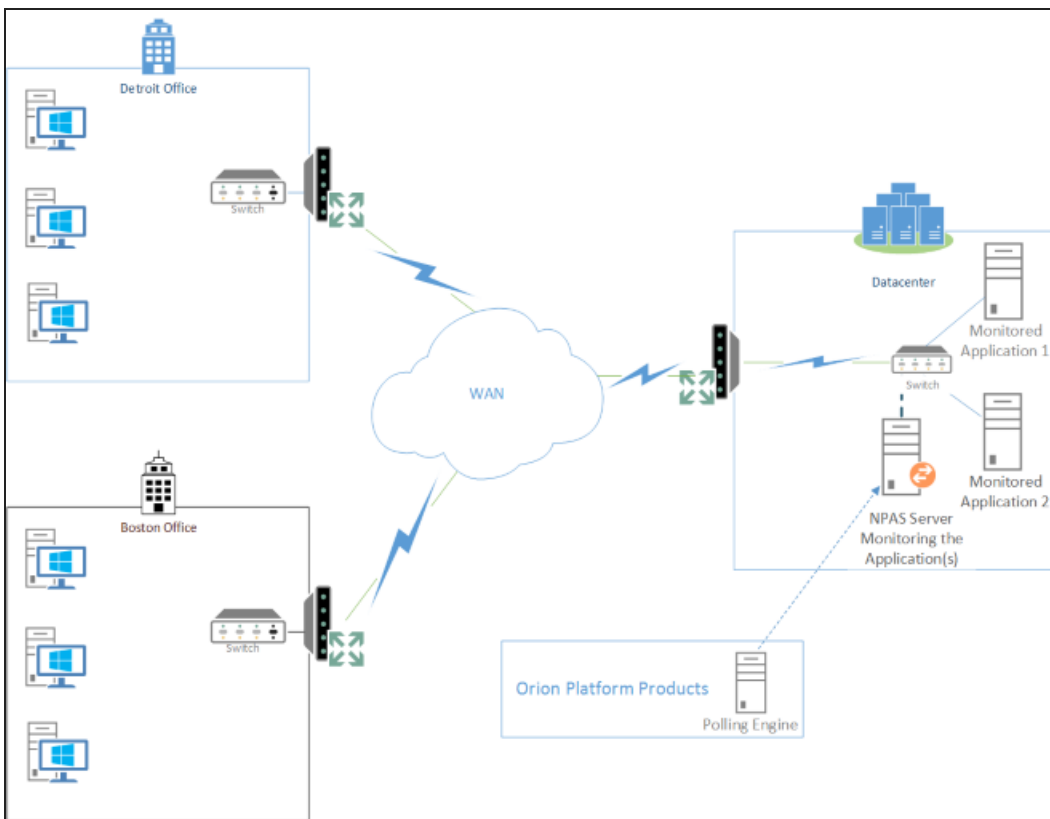 Detroit Office
Switch
Datacenter
Monitored
Application 1
Switch
WAN
Monitored
Application 2
NPAS Server
Monitoring the
Application(s)
Boston Office
Switch
Orion Platform Products
Polling Engine